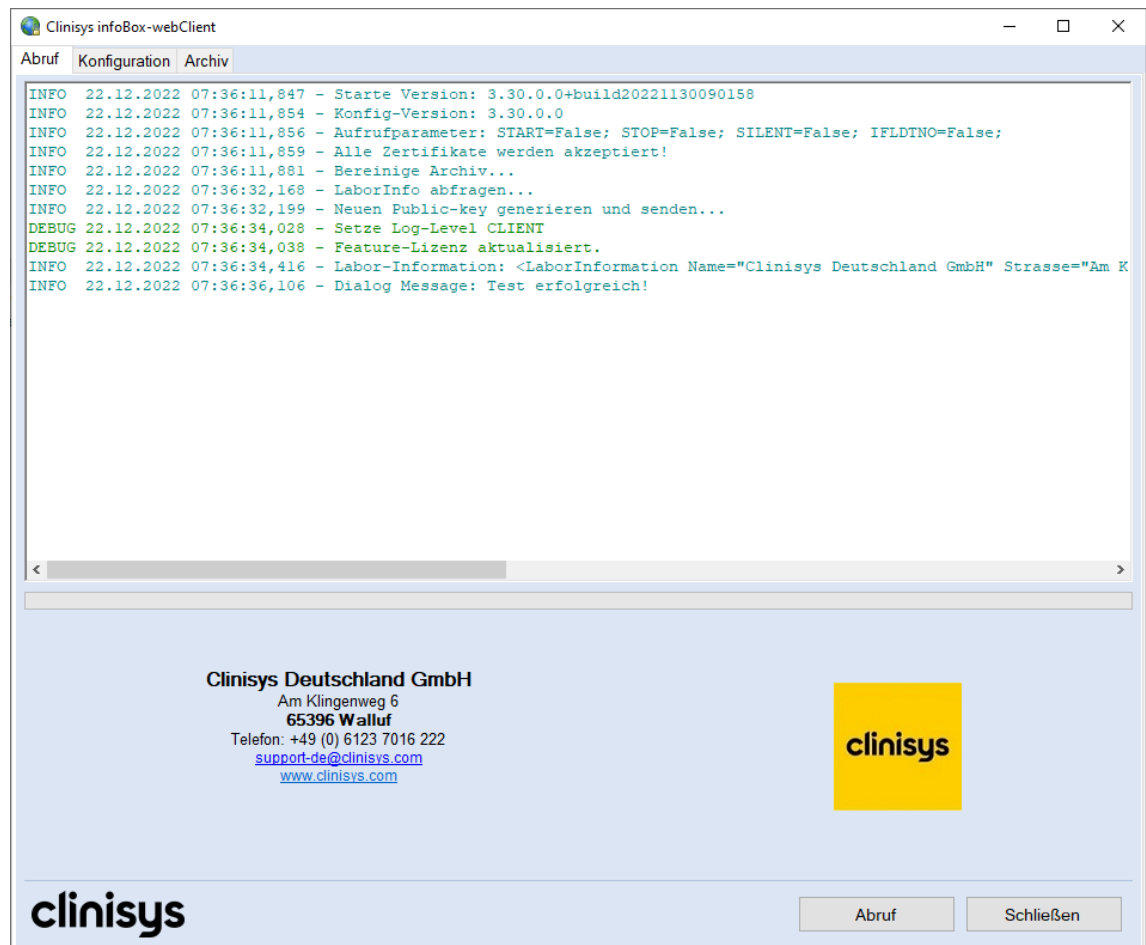 Clinisys infoBox-webClient
Abruf Konfiguration Archiv
INFO 22.12.2022 07:36:11,847 - Starte Version: 3.30.0.0+build20221130090158
INFO 22.12.2022 07:36:11,854 - Konfig-Version: 3.30.0.0
INFO 22.12.2022 07:36:11,856 - Aufrufparameter: START=False; STOP=False; SILENT=False; IFLDTNO=False;
INFO 22.12.2022 07:36:11,859 - Alle Zertifikate werden akzeptiert!
INFO 22.12.2022 07:36:11,881 - Bereinige Archiv...
INFO 22.12.2022 07:36:32,168 - LaborInfo abfragen...
INFO 22.12.2022 07:36:32,199 - Neuen Public-key generieren und senden...
DEBUG 22.12.2022 07:36:34,028 - Setze Log-Level CLIENT
DEBUG 22.12.2022 07:36:34,038 - Feature-Lizenz aktualisiert.
INFO 22.12.2022 07:36:34,416 - Labor-Information: <LaborInformation Name="Clinisys Deutschland GmbH" Strasse="Am K
INFO 22.12.2022 07:36:36,106 - Dialog Message: Test erfolgreich!
Clinisys Deutschland GmbH
Am Klingenweg 6
65396 Walluf
Telefon: +49 (0) 6123 7016 222
support-de@clinisys.com
www.clinisys.com
clinisys
clinisys
Abruf Schließen